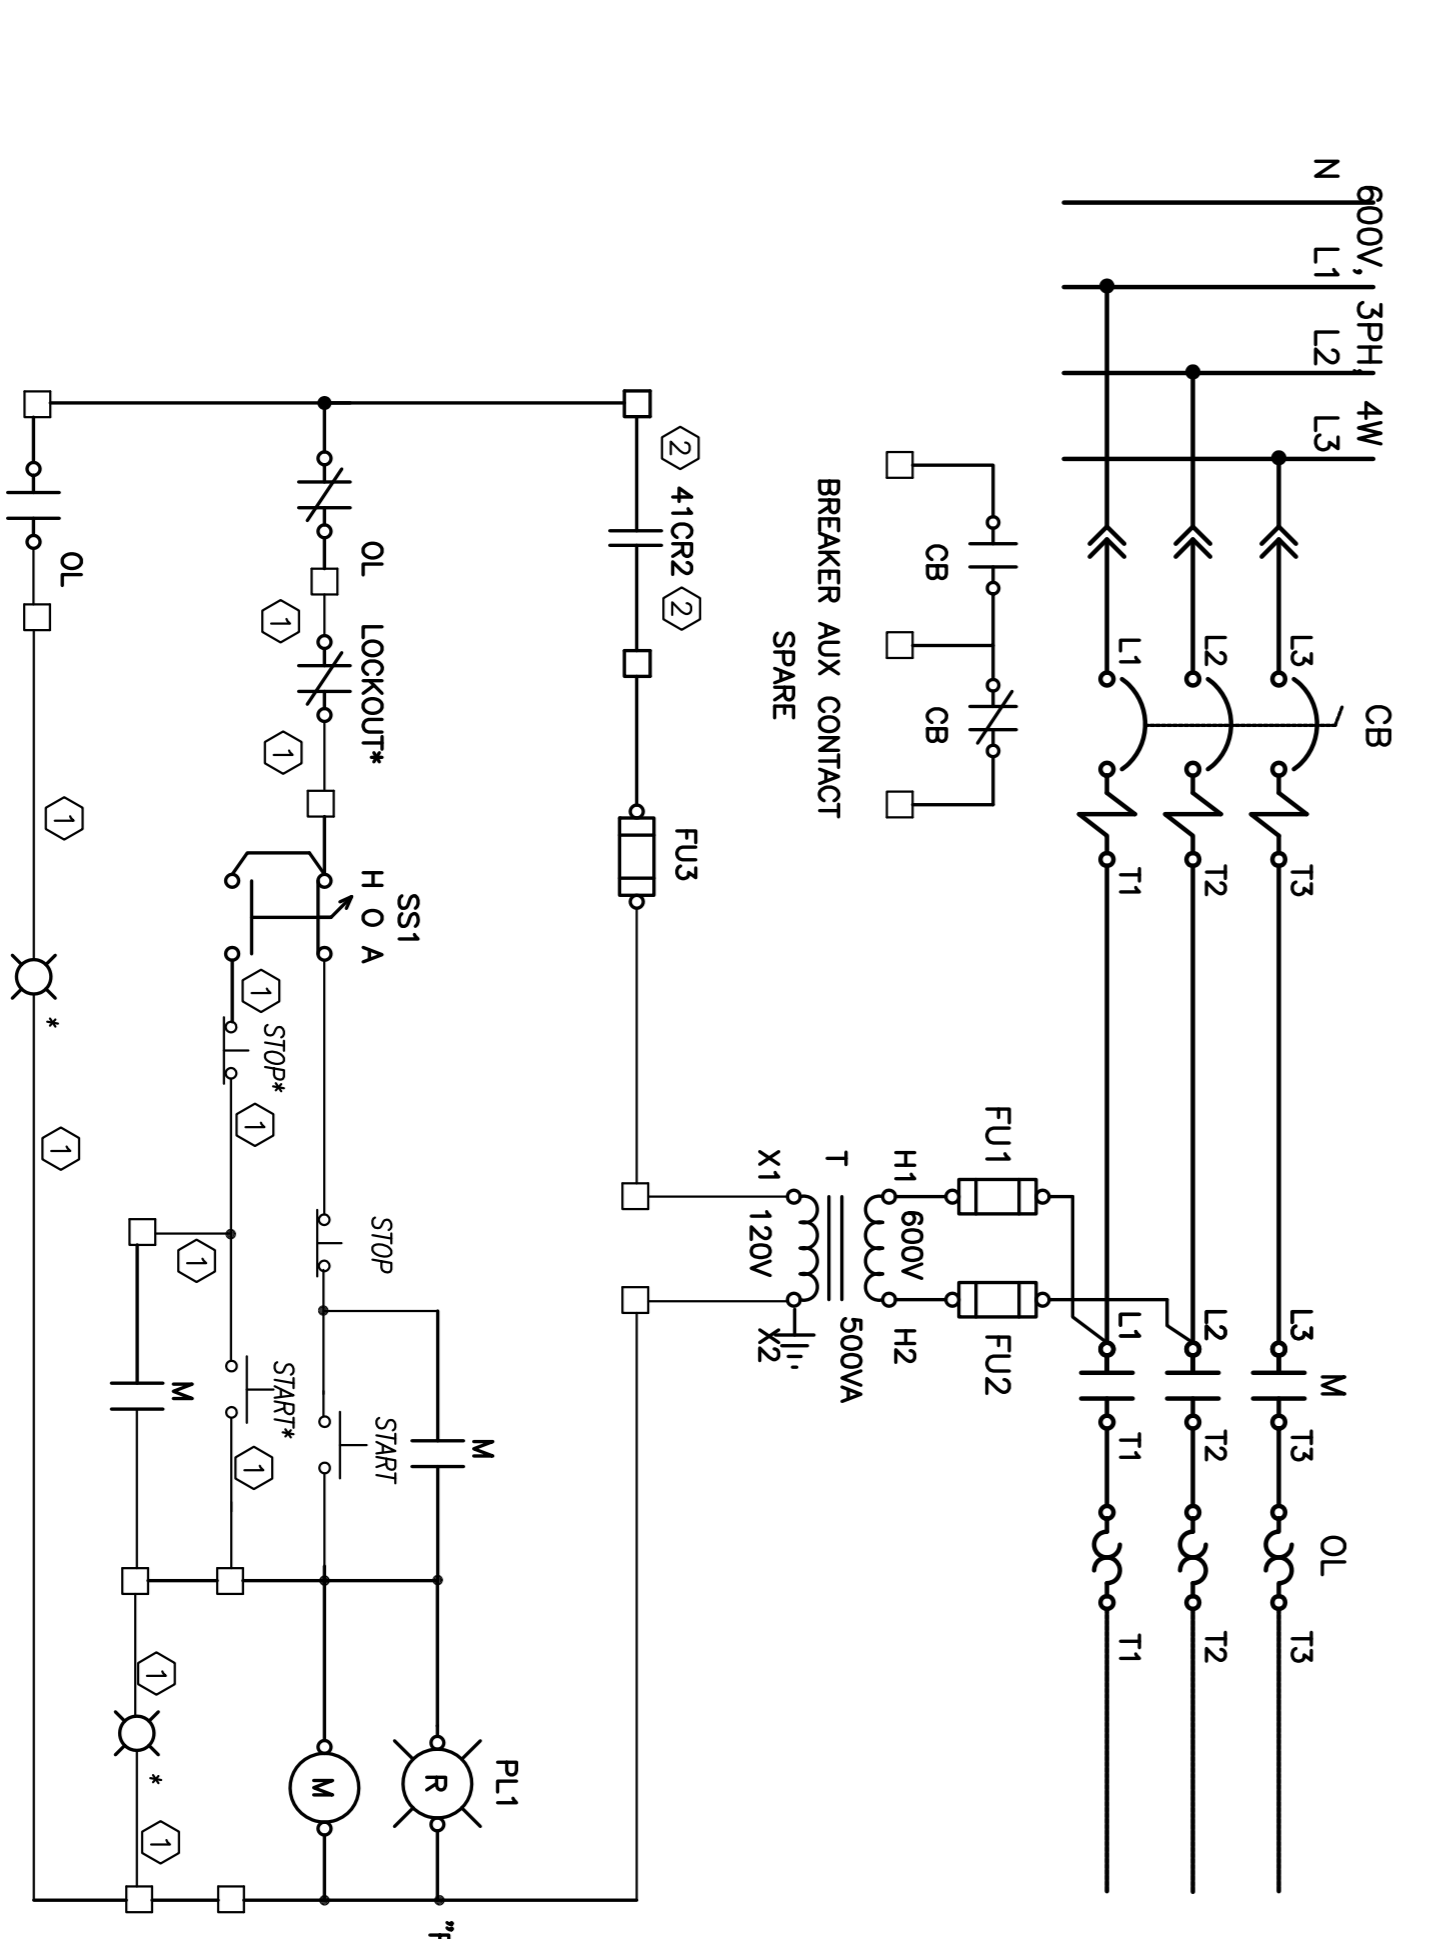 600V, 3PH, 4W
N L1 L2 L3
CB
L3 T3
L2 T2
L1 T1
L3 M T3 OL T3
L2 T2 T2
L1 T1 T1
CB CB
BREAKER AUX CONTACT
SPARE
FU1 FU2
H1 600V H2
T 500VA
X1 120V X2
2 41CR2 2
FU3
PL1
R
M
SS1
H O A
OL LOCKOUT*
1 1
STOP START
M
STOP* START*
1 1 1
1
M
1 * 1
OL
1 * 1